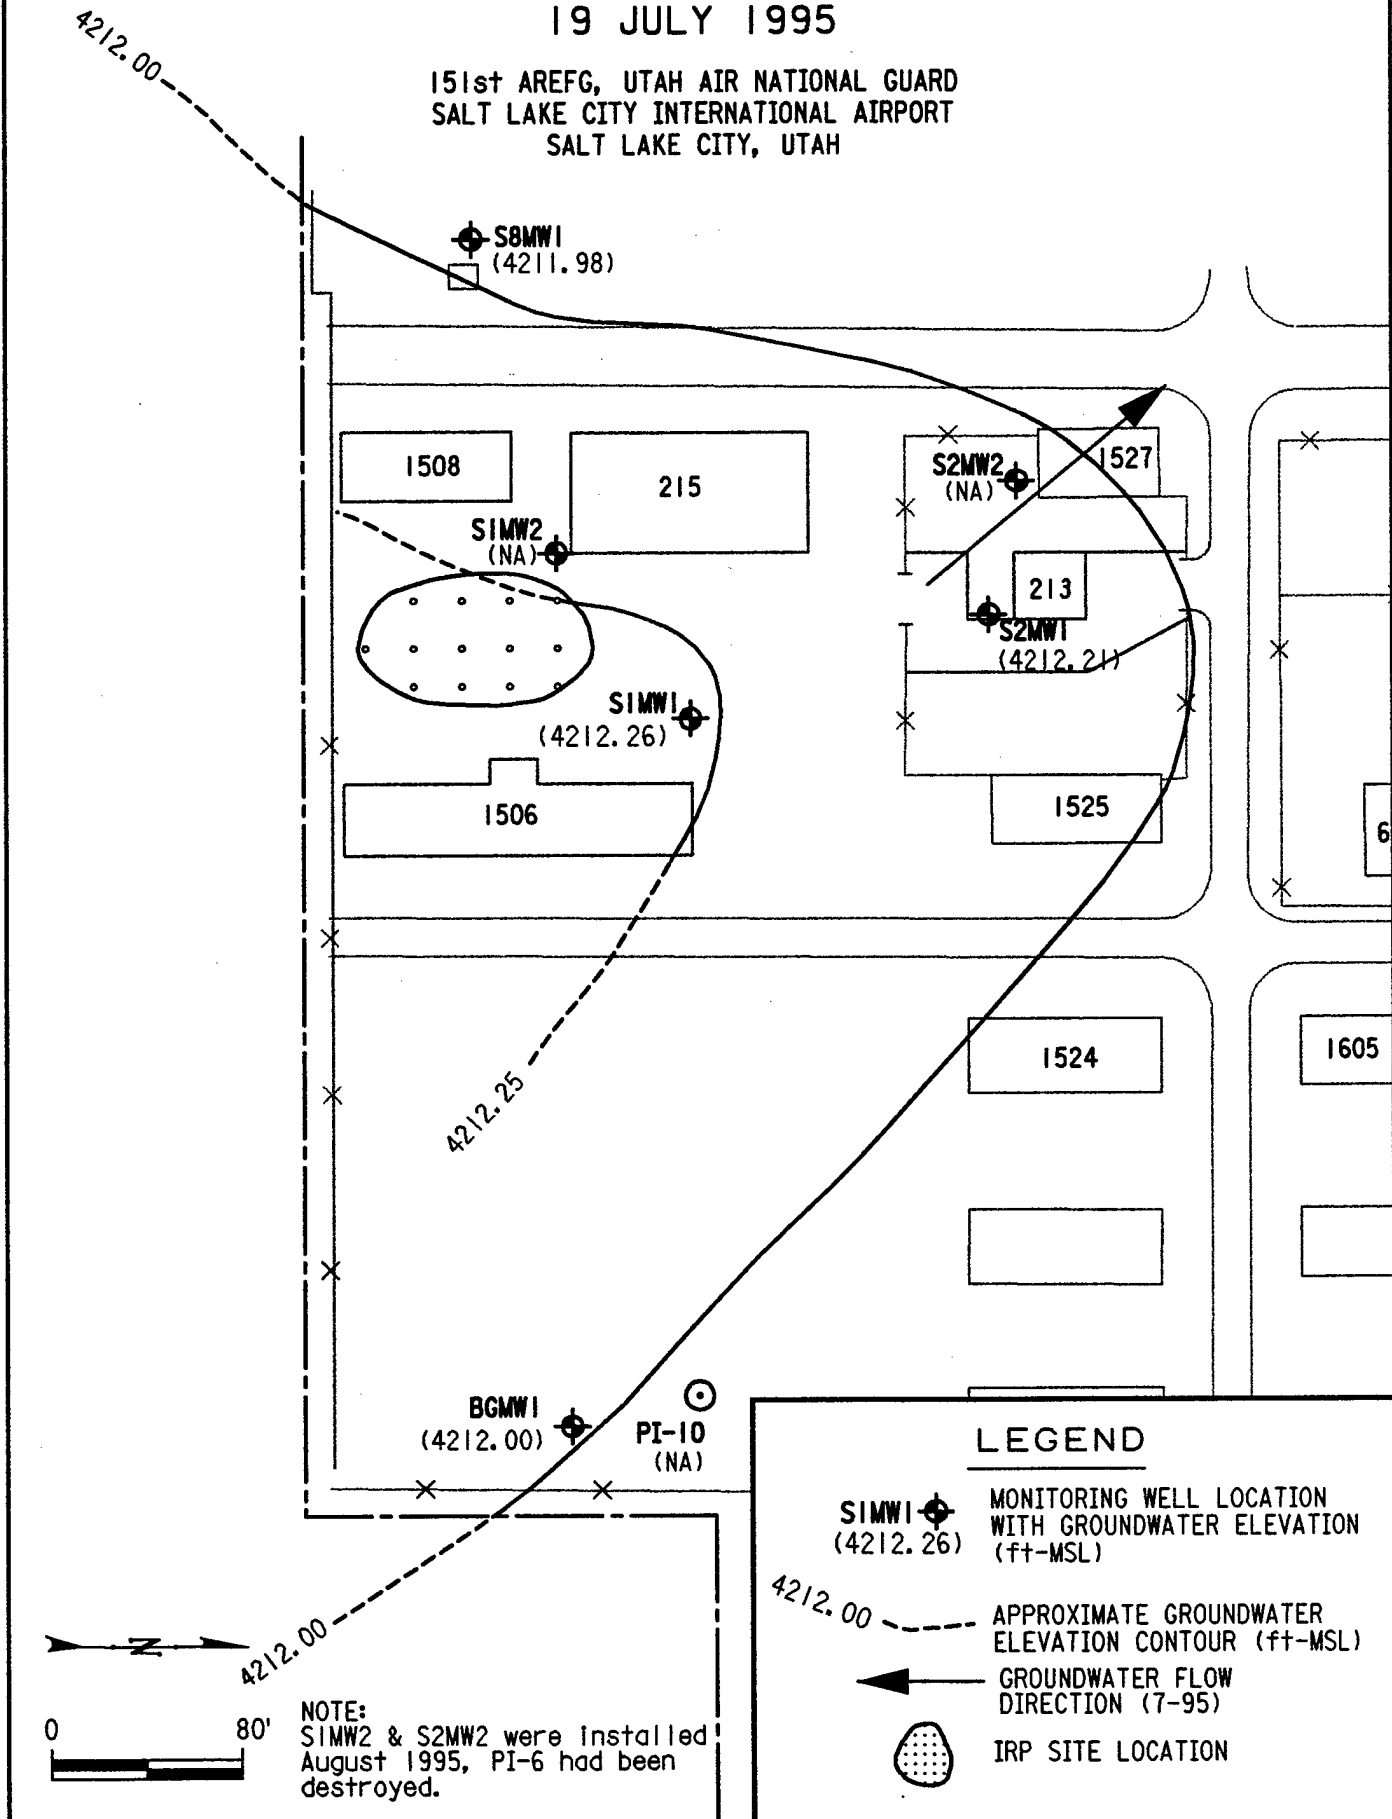 19 JULY 1995
151st AREFG, UTAH AIR NATIONAL GUARD
SALT LAKE CITY INTERNATIONAL AIRPORT
SALT LAKE CITY, UTAH
4212.00
S8MW1
(4211.98)
1508
215
S2MW2
(NA)
1527
S1MW2
(NA)
213
S2MW1
(4212.21)
S1MW1
(4212.26)
1506
1525
6
1524
1605
4212.25
BGMW1
(4212.00)
PI-10
(NA)
4212.00
N
0 80'
NOTE:
S1MW2 & S2MW2 were installed
August 1995, PI-6 had been
destroyed.
LEGEND
S1MW1
(4212.26)
MONITORING WELL LOCATION
WITH GROUNDWATER ELEVATION
(ft-MSL)
4212.00
APPROXIMATE GROUNDWATER
ELEVATION CONTOUR (ft-MSL)
GROUNDWATER FLOW
DIRECTION (7-95)
IRP SITE LOCATION